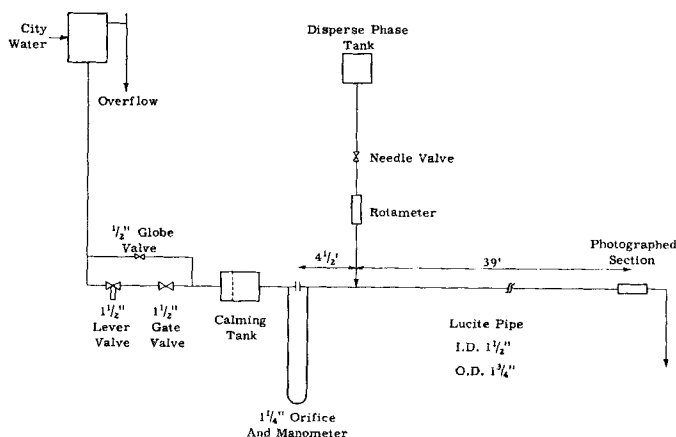 City
Water
Overflow
Disperse Phase
Tank
Needle Valve
Rotameter
1/2" Globe
Valve
4 1/2'
39'
Photographed
Section
1 1/2"
Lever
Valve
1 1/2"
Gate
Valve
Calming
Tank
Lucite Pipe
I.D. 1 1/2"
O.D. 1 3/4"
1 1/4" Orifice
And Manometer